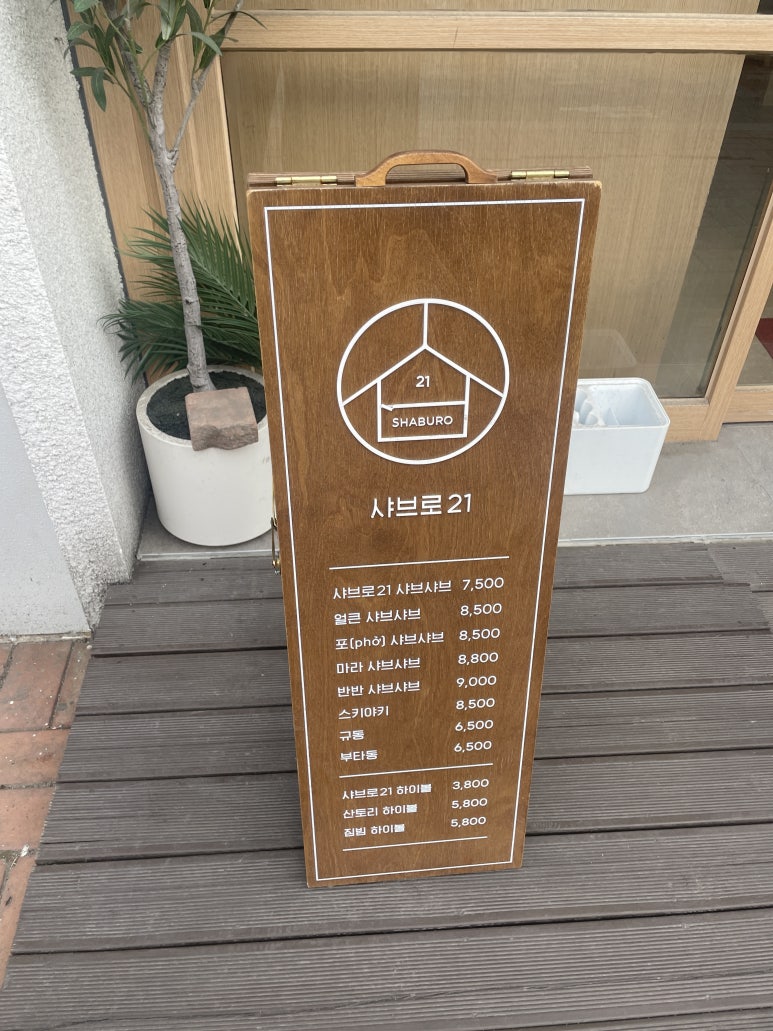 21
SHABURO
샤브로21
샤브로21 샤브샤브 7,500
얼큰 샤브샤브 8,500
포(phở) 샤브샤브 8,500
마라 샤브샤브 8,800
반반 샤브샤브 9,000
스키야키 8,500
규동 6,500
부타동 6,500
샤브로21 하이볼 3,800
산토리 하이볼 5,800
짐빔 하이볼 5,800